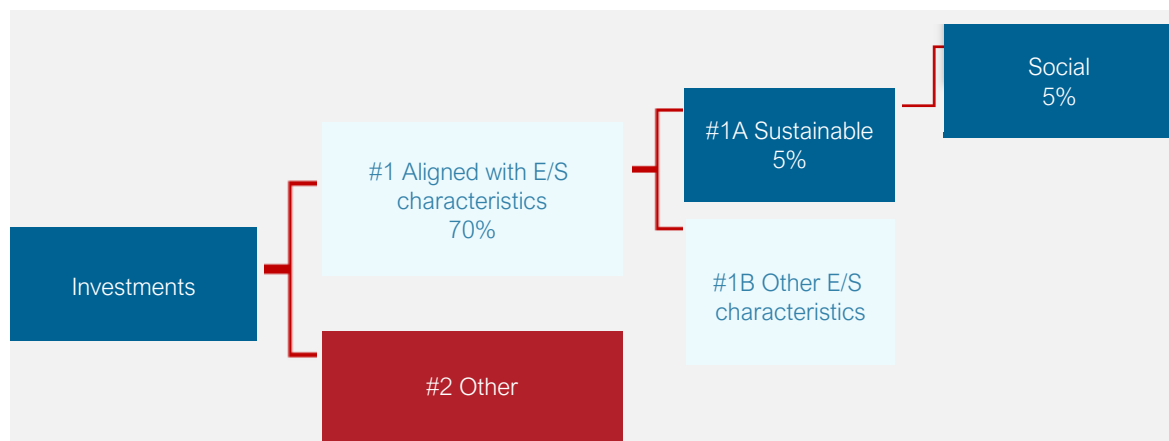 Investments
#1 Aligned with E/S
characteristics
70%
#2 Other
#1A Sustainable
5%
#1B Other E/S
characteristics
Social
5%